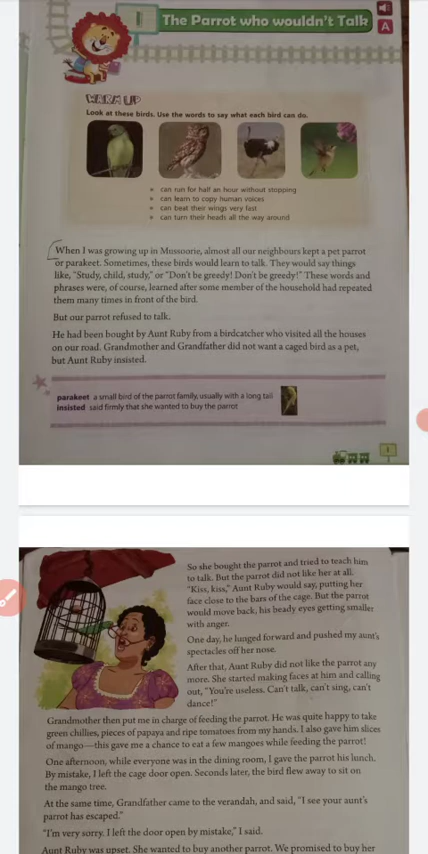 1 The Parrot who wouldn't Talk
A
WARM UP
Look at these birds. Use the words to say what each bird can do.
can run for half an hour without stopping
can learn to copy human voices
can beat their wings very fast
can turn their heads all the way around
When I was growing up in Mussoorie, almost all our neighbours kept a pet parrot
or parakeet. Sometimes, these birds would learn to talk. They would say things
like, "Study, child, study," or "Don't be greedy! Don't be greedy!" These words and
phrases were, of course, learned after some member of the household had repeated
them many times in front of the bird.
But our parrot refused to talk.
He had been bought by Aunt Ruby from a birdcatcher who visited all the houses
on our road. Grandmother and Grandfather did not want a caged bird as a pet,
but Aunt Ruby insisted.
parakeet a small bird of the parrot family, usually with a long tail
insisted said firmly that she wanted to buy the parrot
1
So she bought the parrot and tried to teach him
to talk. But the parrot did not like her at all.
"Kiss, kiss," Aunt Ruby would say, putting her
face close to the bars of the cage. But the parrot
would move back, his beady eyes getting smaller
with anger.
One day, he lunged forward and pushed my aunt's
spectacles off her nose.
After that, Aunt Ruby did not like the parrot any
more. She started making faces at him and calling
out, "You're useless. Can't talk, can't sing, can't
dance!"
Grandmother then put me in charge of feeding the parrot. He was quite happy to take
green chillies, pieces of papaya and ripe tomatoes from my hands. I also gave him slices
of mango—this gave me a chance to eat a few mangoes while feeding the parrot!
One afternoon, while everyone was in the dining room, I gave the parrot his lunch.
By mistake, I left the cage door open. Seconds later, the bird flew away to sit on
the mango tree.
At the same time, Grandfather came to the verandah, and said, "I see your aunt's
parrot has escaped."
"I'm very sorry. I left the door open by mistake," I said.
Aunt Ruby was upset. She wanted to buy another parrot. We promised to buy her